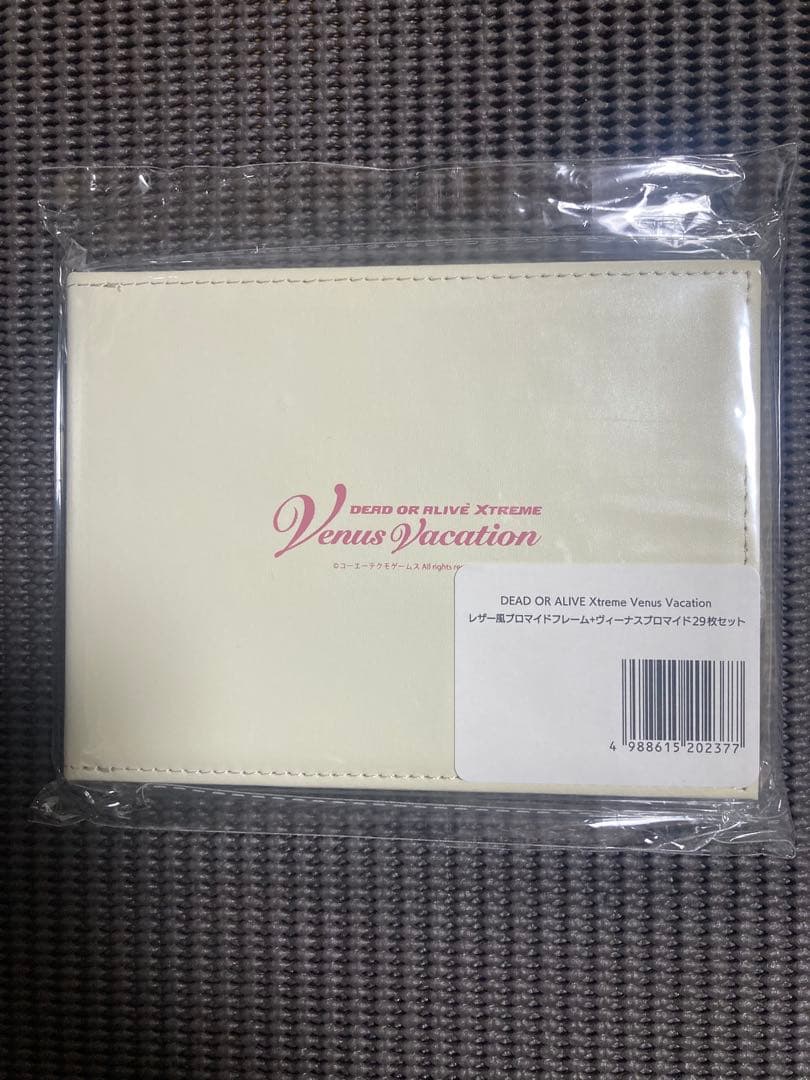 DEAD OR ALIVE XTREME
Venus Vacation
©コーエーテクモゲームス All rights re
DEAD OR ALIVE Xtreme Venus Vacation
レザー風ブロマイドフレーム+ヴィーナスブロマイド29枚セット
4 988615 202377